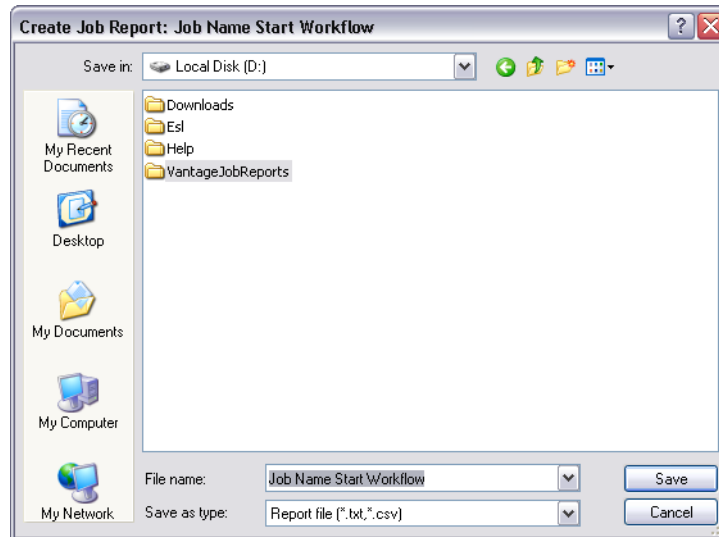 Create Job Report: Job Name Start Workflow
?
Save in:
Local Disk (D:)
My Recent
Documents
Desktop
My Documents
My Computer
My Network
Downloads
Esl
Help
VantageJobReports
File name:
Job Name Start Workflow
Save
Save as type:
Report file (*.txt,*.csv)
Cancel